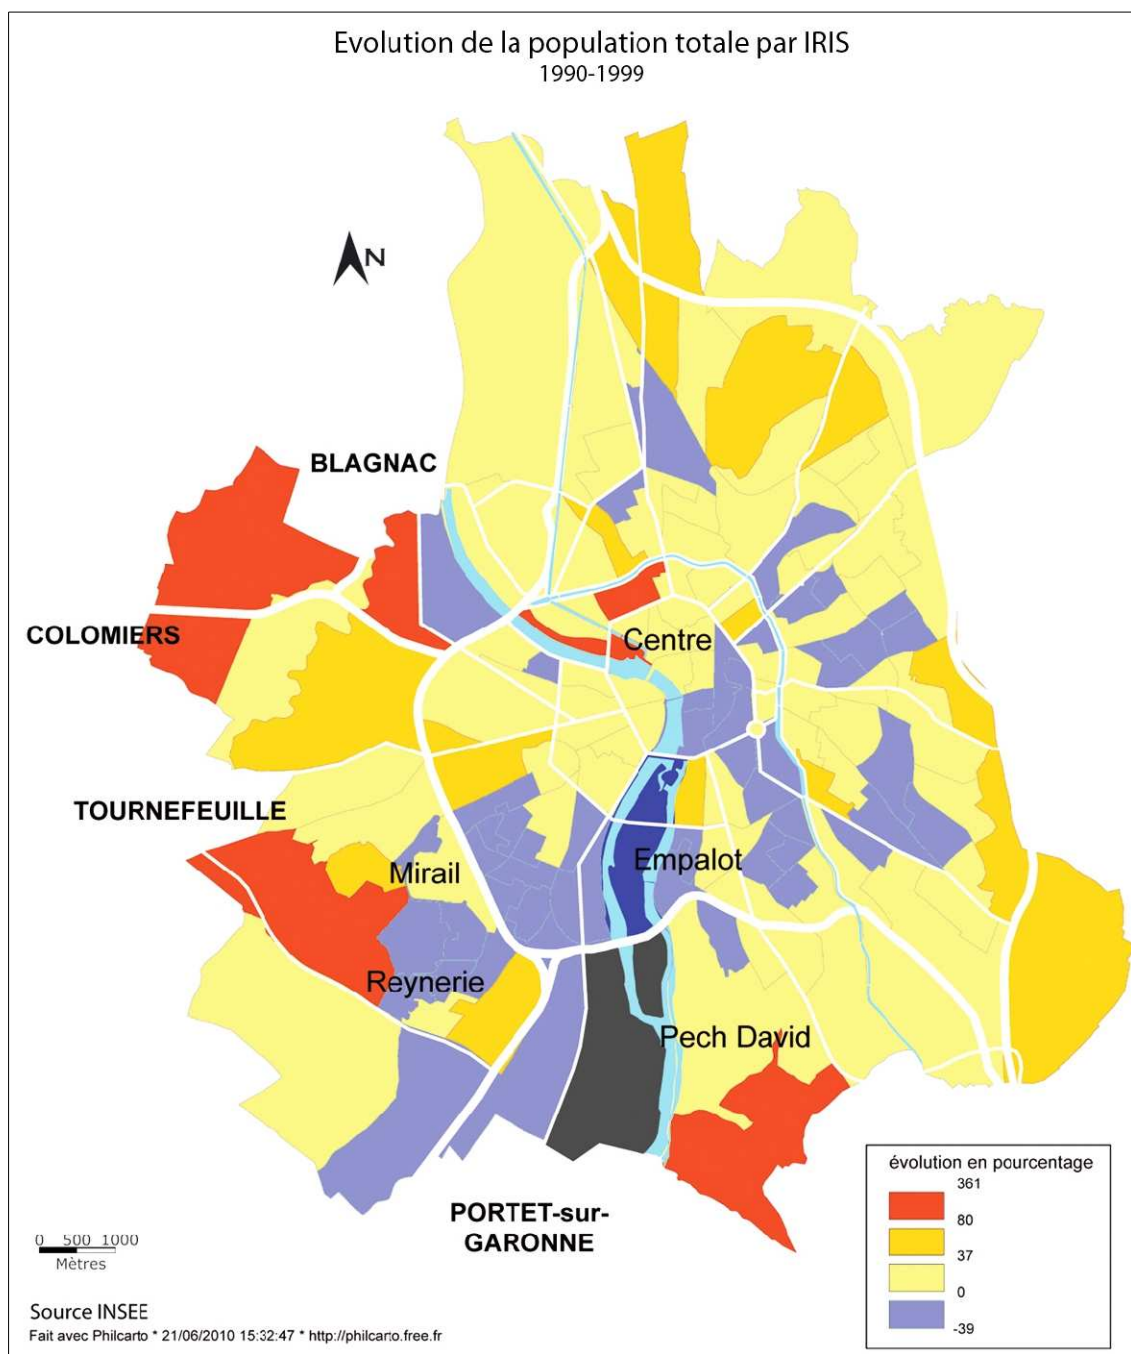 Evolution de la population totale par IRIS
1990-1999
N
BLAGNAC
COLOMIERS
Centre
TOURNEFEUILLE
Mirail
Empalot
Reynerie
Pech David
PORTET-sur-
GARONNE
évolution en pourcentage
361
80
37
0
-39
0 500 1000
Mètres
Source INSEE
Fait avec Philcarto * 21/06/2010 15:32:47 * http://philcarto.free.fr